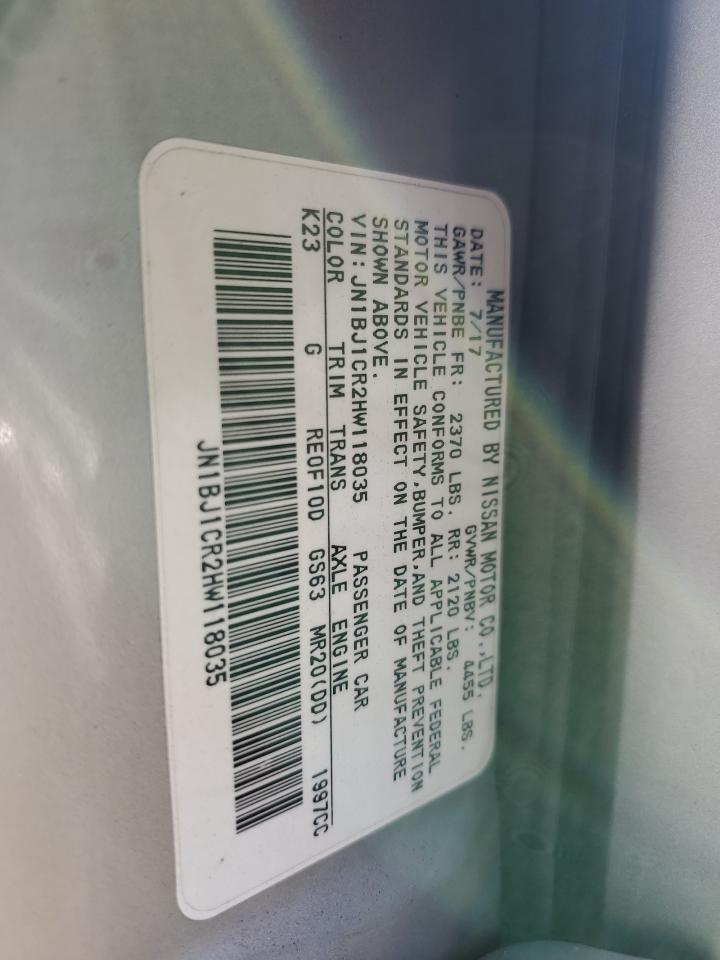 MANUFACTURED BY NISSAN MOTOR CO.,LTD.
DATE: 7/17 GVWR/PNBV: 4455 LBS.
GAWR/PNBE FR: 2370 LBS. RR: 2120 LBS.
THIS VEHICLE CONFORMS TO ALL APPLICABLE FEDERAL
MOTOR VEHICLE SAFETY,BUMPER,AND THEFT PREVENTION
STANDARDS IN EFFECT ON THE DATE OF MANUFACTURE
SHOWN ABOVE.
VIN: JN1BJ1CR2HW118035 PASSENGER CAR
COLOR TRIM TRANS AXLE ENGINE
K23 G RE0F10D GS63 MR20(DD) 1997CC
JN1BJ1CR2HW118035